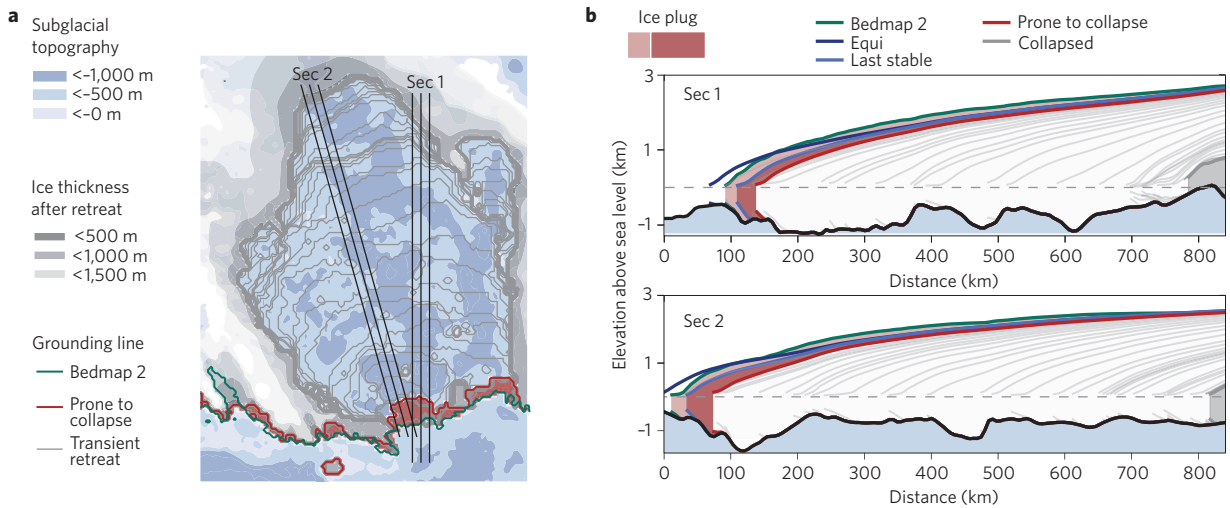 a
Subglacial
topography
<–1,000 m
<–500 m
<–0 m
Ice thickness
after retreat
<500 m
<1,000 m
<1,500 m
Grounding line
Bedmap 2
Prone to
collapse
Transient
retreat
Sec 2
Sec 1
b
Ice plug
Bedmap 2
Equi
Last stable
Prone to collapse
Collapsed
Elevation above sea level (km)
Sec 1
3
1
–1
0 100 200 300 400 500 600 700 800
Distance (km)
Sec 2
3
1
–1
0 100 200 300 400 500 600 700 800
Distance (km)